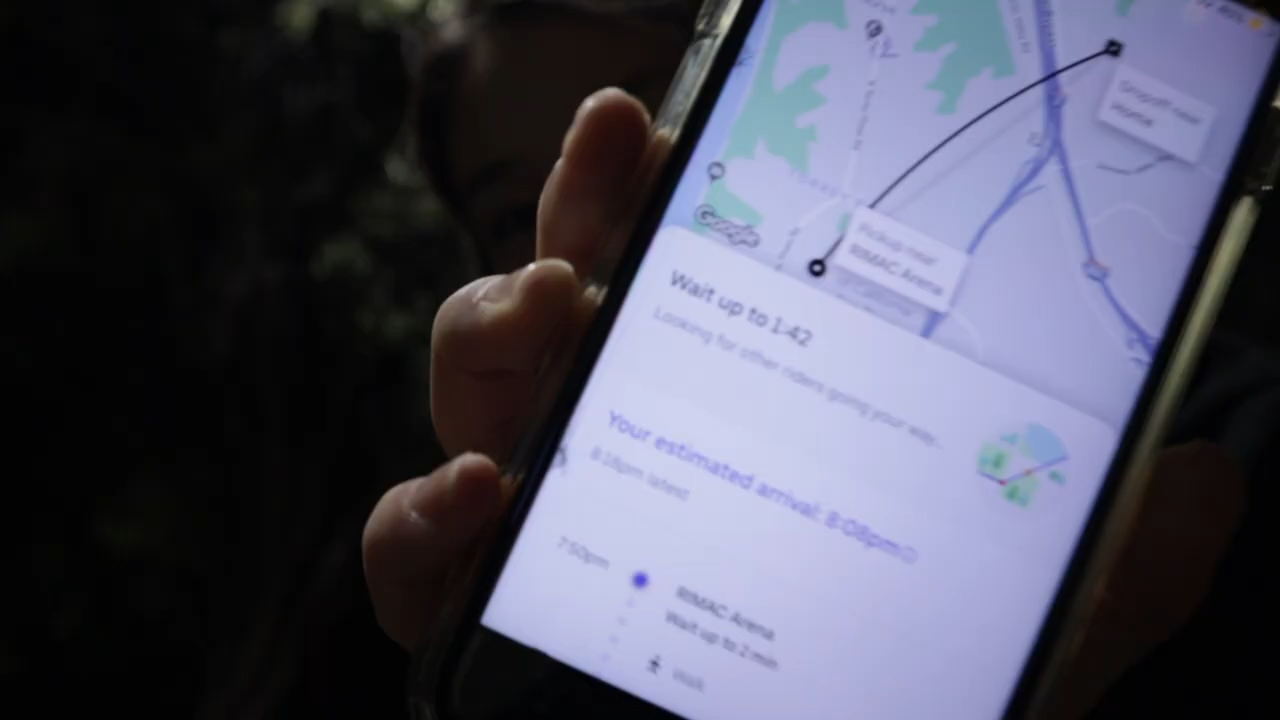 Dropoff near
Home
Google
Pickup near
RIMAC Arena
Wait up to 1:42
Looking for other riders going your way...
Your estimated arrival: 8:08pm
8:18pm latest
7:50pm
RIMAC Arena
Wait up to 2 min
Walk